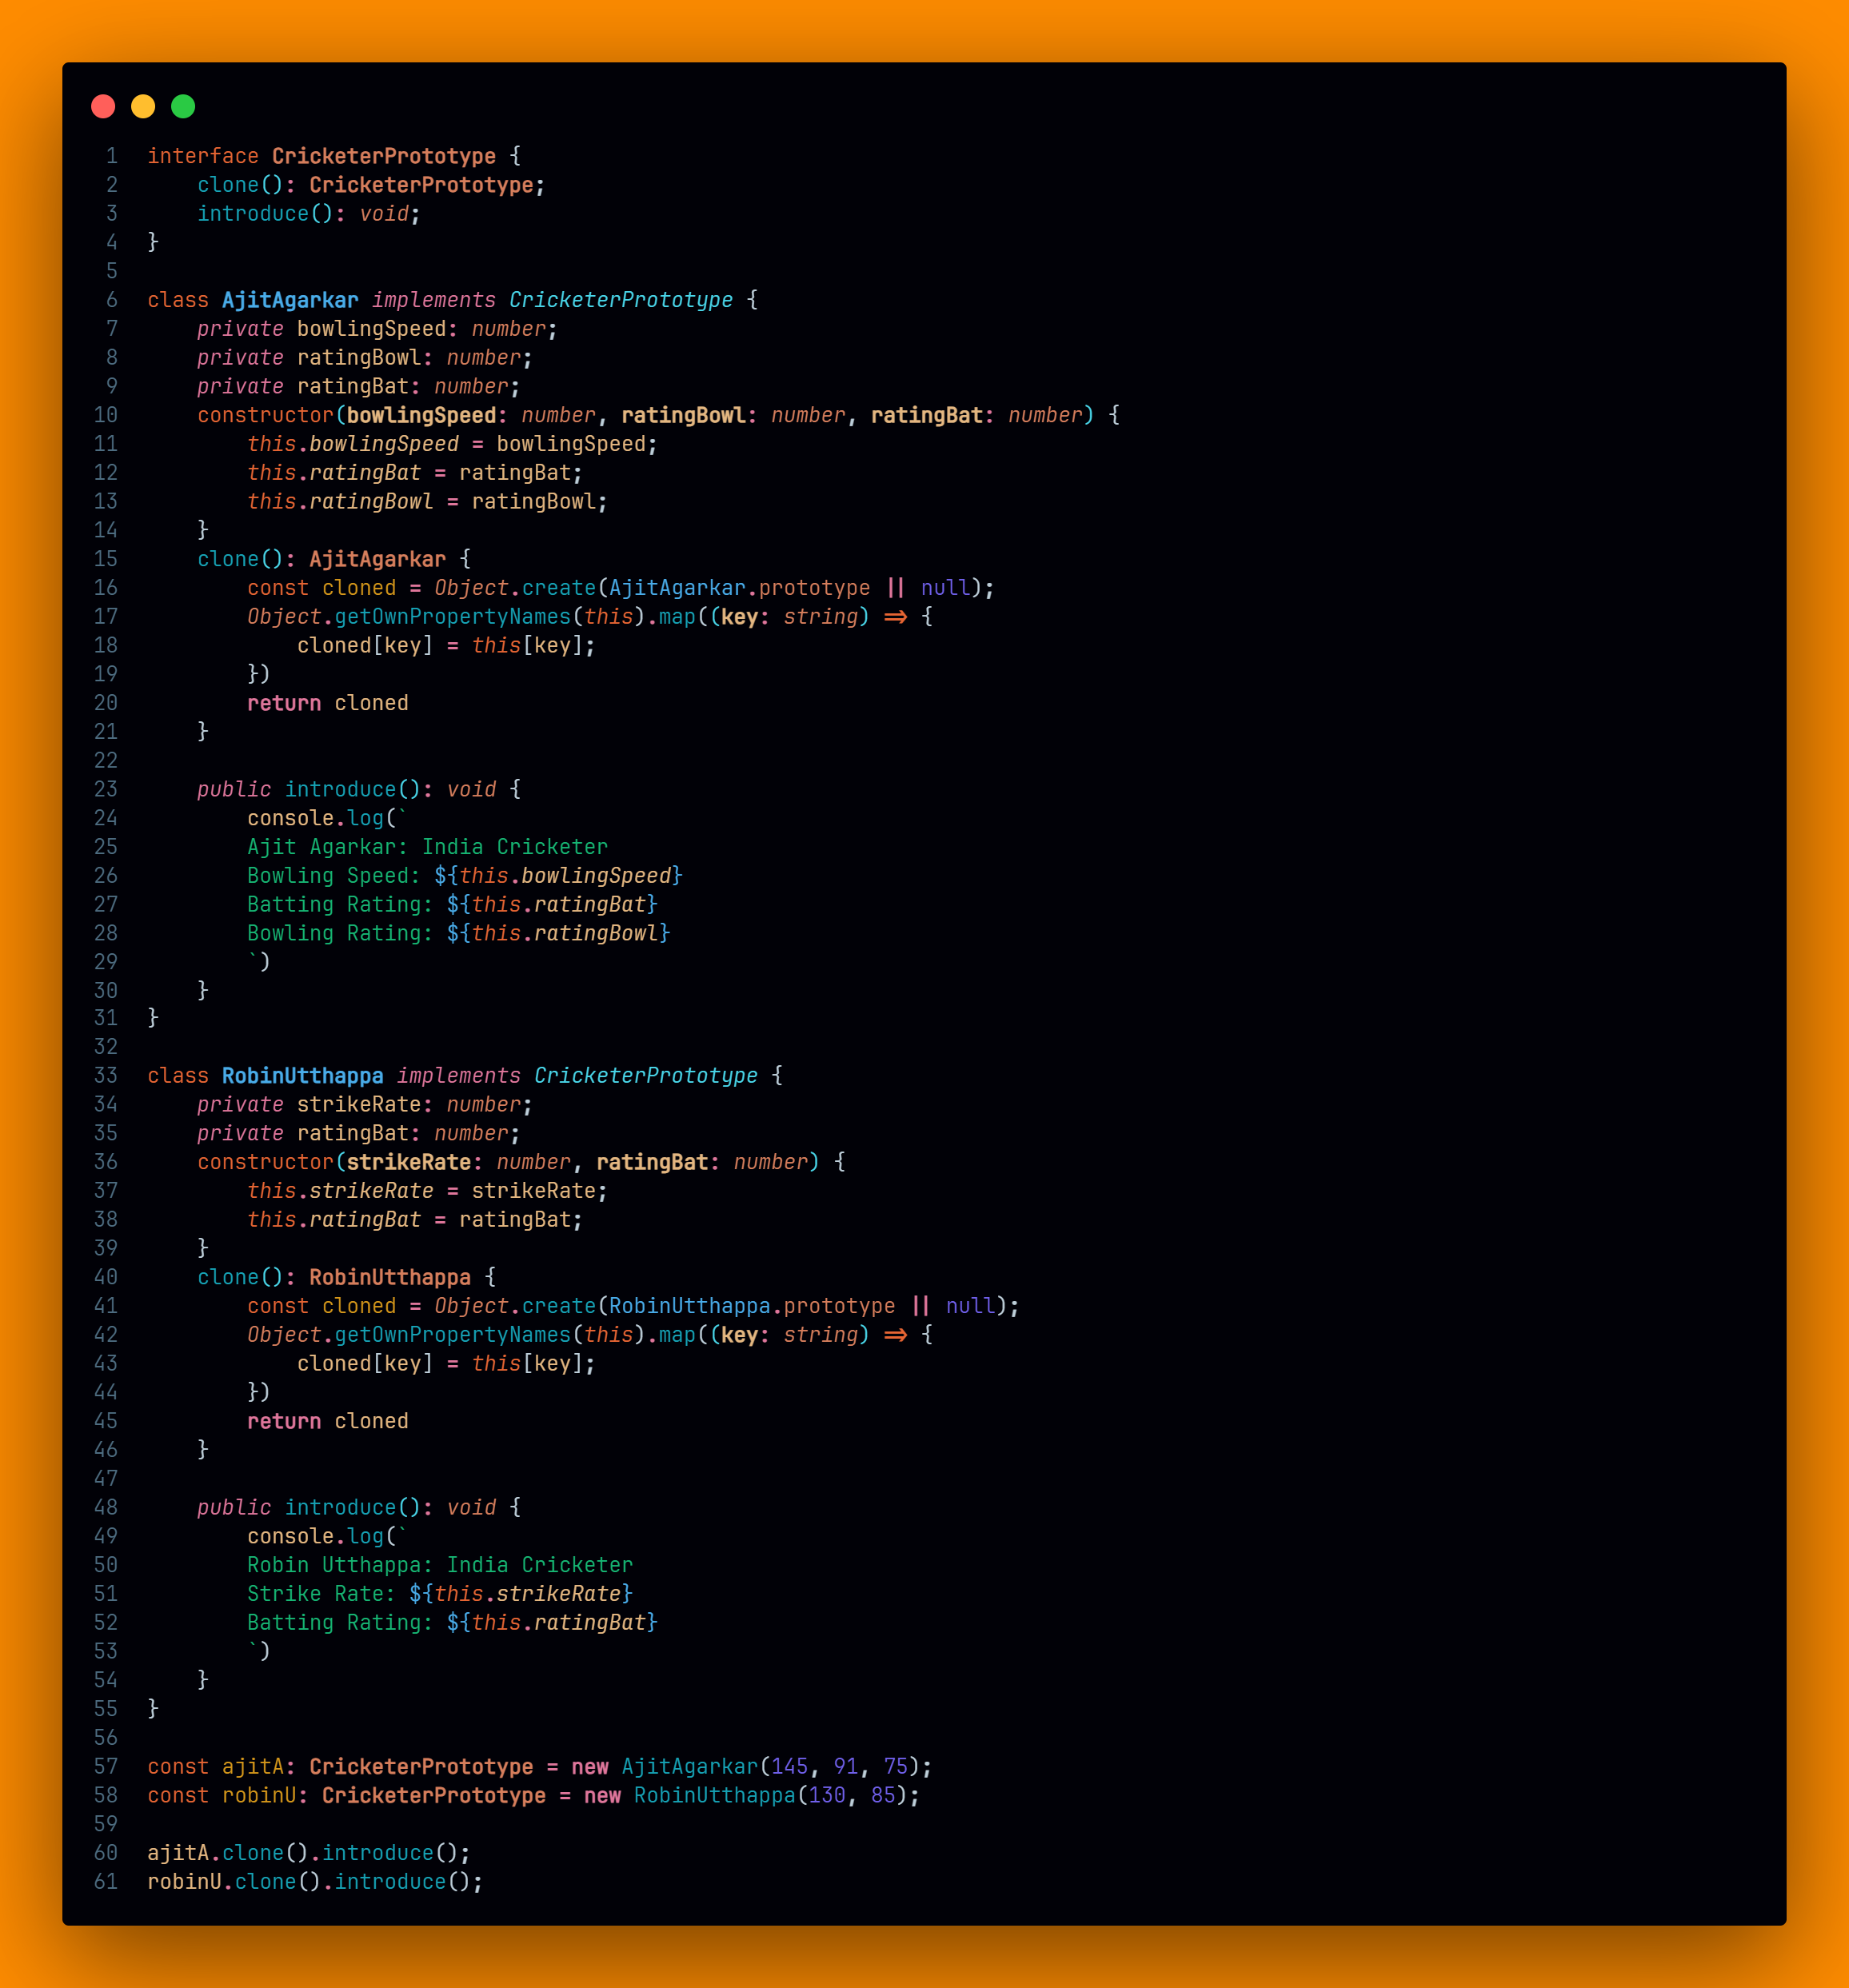 1 interface CricketerPrototype {
2     clone(): CricketerPrototype;
3     introduce(): void;
4 }
5
6 class AjitAgarkar implements CricketerPrototype {
7     private bowlingSpeed: number;
8     private ratingBowl: number;
9     private ratingBat: number;
10     constructor(bowlingSpeed: number, ratingBowl: number, ratingBat: number) {
11         this.bowlingSpeed = bowlingSpeed;
12         this.ratingBat = ratingBat;
13         this.ratingBowl = ratingBowl;
14     }
15     clone(): AjitAgarkar {
16         const cloned = Object.create(AjitAgarkar.prototype || null);
17         Object.getOwnPropertyNames(this).map((key: string) => {
18             cloned[key] = this[key];
19         })
20         return cloned
21     }
22
23     public introduce(): void {
24         console.log(`
25         Ajit Agarkar: India Cricketer
26         Bowling Speed: ${this.bowlingSpeed}
27         Batting Rating: ${this.ratingBat}
28         Bowling Rating: ${this.ratingBowl}
29         `)
30     }
31 }
32
33 class RobinUtthappa implements CricketerPrototype {
34     private strikeRate: number;
35     private ratingBat: number;
36     constructor(strikeRate: number, ratingBat: number) {
37         this.strikeRate = strikeRate;
38         this.ratingBat = ratingBat;
39     }
40     clone(): RobinUtthappa {
41         const cloned = Object.create(RobinUtthappa.prototype || null);
42         Object.getOwnPropertyNames(this).map((key: string) => {
43             cloned[key] = this[key];
44         })
45         return cloned
46     }
47
48     public introduce(): void {
49         console.log(`
50         Robin Utthappa: India Cricketer
51         Strike Rate: ${this.strikeRate}
52         Batting Rating: ${this.ratingBat}
53         `)
54     }
55 }
56
57 const ajitA: CricketerPrototype = new AjitAgarkar(145, 91, 75);
58 const robinU: CricketerPrototype = new RobinUtthappa(130, 85);
59
60 ajitA.clone().introduce();
61 robinU.clone().introduce();